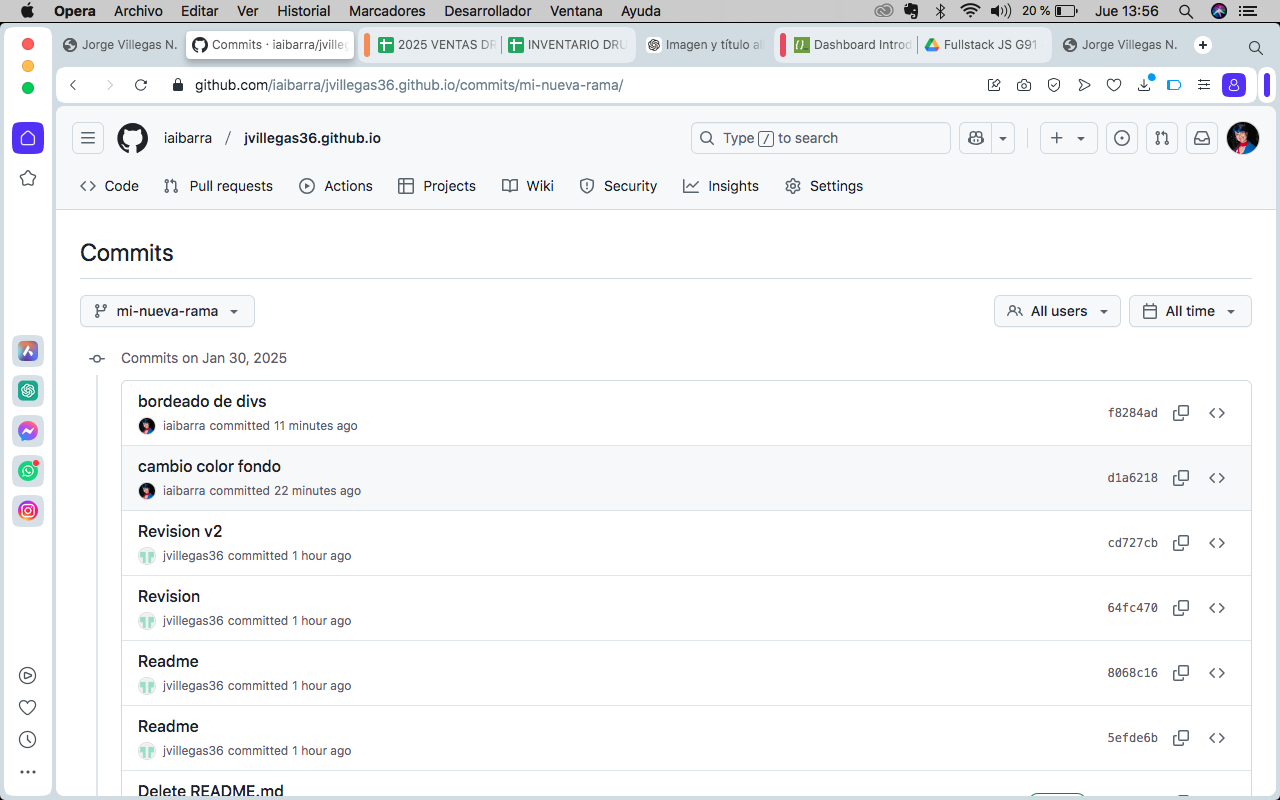 Opera Archivo Editar Ver Historial Marcadores Desarrollador Ventana Ayuda 20 % Jue 13:56
Jorge Villegas N. Commits · iaibarra/jvilleg 2025 VENTAS DR INVENTARIO DRU Imagen y título al Dashboard Introd Fullstack JS G91 Jorge Villegas N.
github.com/iaibarra/jvillegas36.github.io/commits/mi-nueva-rama/
iaibarra / jvillegas36.github.io Type / to search
Code Pull requests Actions Projects Wiki Security Insights Settings
Commits
mi-nueva-rama All users All time
Commits on Jan 30, 2025
bordeado de divs
iaibarra committed 11 minutes ago f8284ad
cambio color fondo
iaibarra committed 22 minutes ago d1a6218
Revision v2
jvillegas36 committed 1 hour ago cd727cb
Revision
jvillegas36 committed 1 hour ago 64fc470
Readme
jvillegas36 committed 1 hour ago 8068c16
Readme
jvillegas36 committed 1 hour ago 5efde6b
Delete README.md